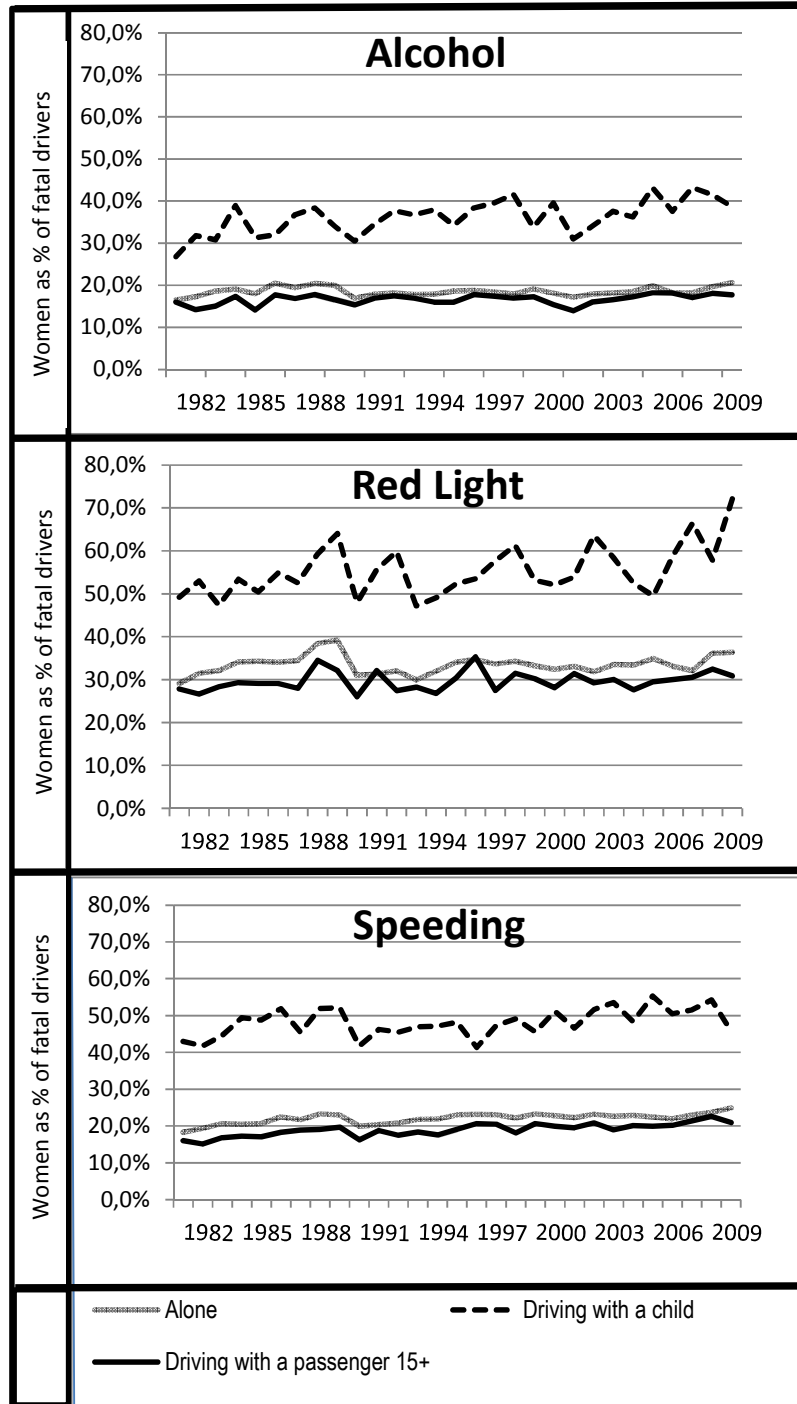 Women as % of fatal drivers
Alcohol
80,0%
70,0%
60,0%
50,0%
40,0%
30,0%
20,0%
10,0%
0,0%
1982 1985 1988 1991 1994 1997 2000 2003 2006 2009
Women as % of fatal drivers
Red Light
80,0%
70,0%
60,0%
50,0%
40,0%
30,0%
20,0%
10,0%
0,0%
1982 1985 1988 1991 1994 1997 2000 2003 2006 2009
Women as % of fatal drivers
Speeding
80,0%
70,0%
60,0%
50,0%
40,0%
30,0%
20,0%
10,0%
0,0%
1982 1985 1988 1991 1994 1997 2000 2003 2006 2009
Alone
Driving with a child
Driving with a passenger 15+